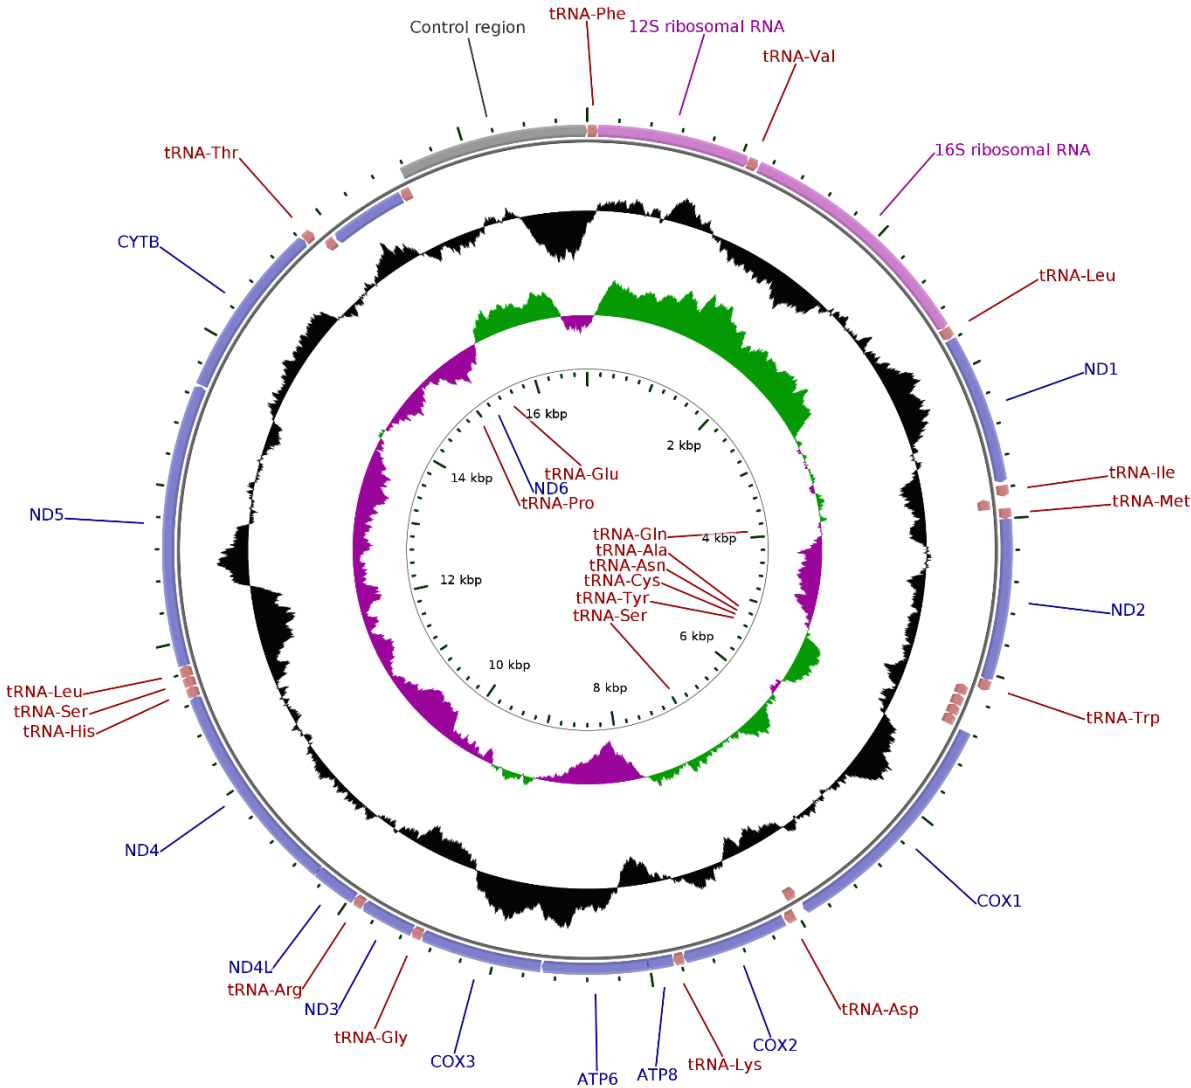 tRNA-Phe
Control region
12S ribosomal RNA
tRNA-Val
tRNA-Thr
16S ribosomal RNA
CYTB
tRNA-Leu
ND1
16 kbp
2 kbp
14 kbp
tRNA-Glu
ND6
tRNA-Pro
tRNA-Ile
tRNA-Met
ND5
tRNA-Gln
4 kbp
tRNA-Ala
tRNA-Asn
tRNA-Cys
12 kbp
tRNA-Tyr
tRNA-Ser
ND2
6 kbp
10 kbp
8 kbp
tRNA-Leu
tRNA-Ser
tRNA-His
tRNA-Trp
ND4
COX1
ND4L
tRNA-Arg
ND3
tRNA-Asp
tRNA-Gly
COX2
COX3
tRNA-Lys
ATP8
ATP6